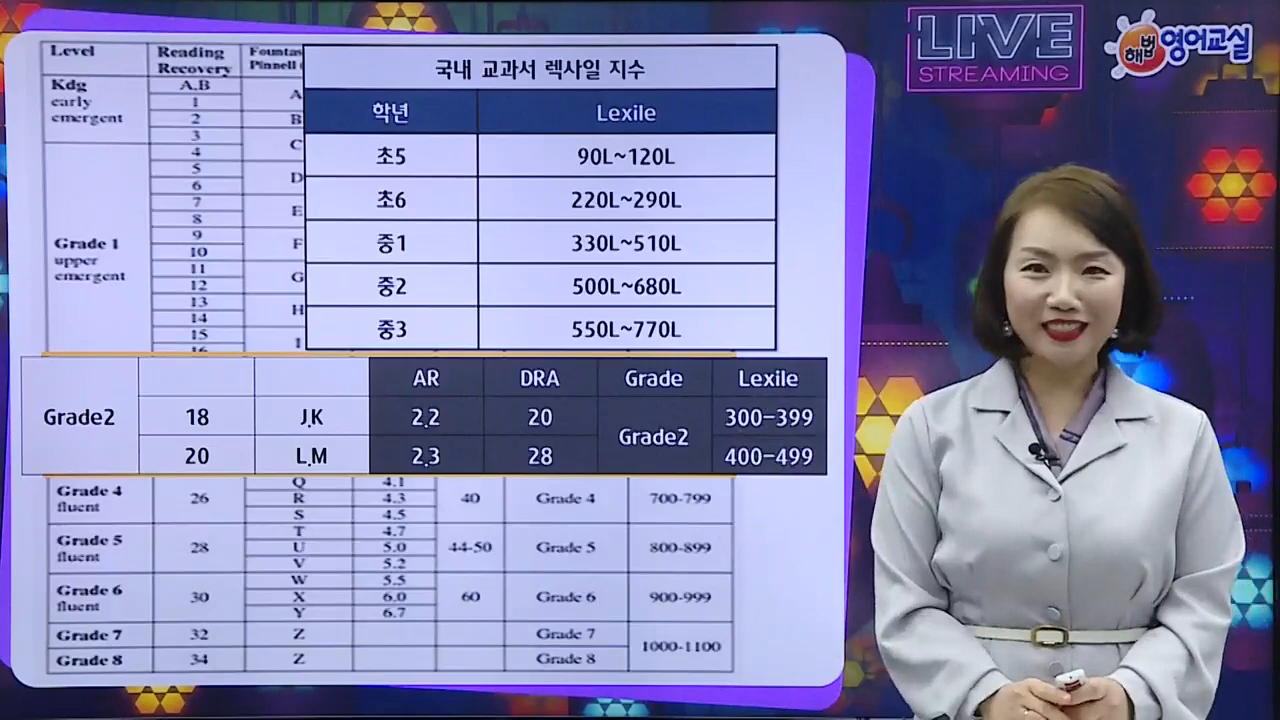 LIVE
STREAMING
해법영어교실
Level Reading Recovery
Kdg early emergent
A,B
1
2
3
4
5
6
7
8
9
10
11
12
13
14
15
A
B
C
D
E
F
G
H
I
Grade 1 upper emergent
국내 교과서 렉사일 지수
학년 Lexile
초5 90L~120L
초6 220L~290L
중1 330L~510L
중2 500L~680L
중3 550L~770L
AR DRA Grade Lexile
Grade2 18 J,K 2.2 20 Grade2 300-399
20 L,M 2.3 28 400-499
Grade 4 fluent 26 Q 4.1 40 Grade 4 700-799
R 4.3
S 4.5
Grade 5 fluent 28 T 4.7 44-50 Grade 5 800-899
U 5.0
V 5.2
Grade 6 fluent 30 W 5.5 60 Grade 6 900-999
X 6.0
Y 6.7
Grade 7 32 Z Grade 7 1000-1100
Grade 8 34 Z Grade 8